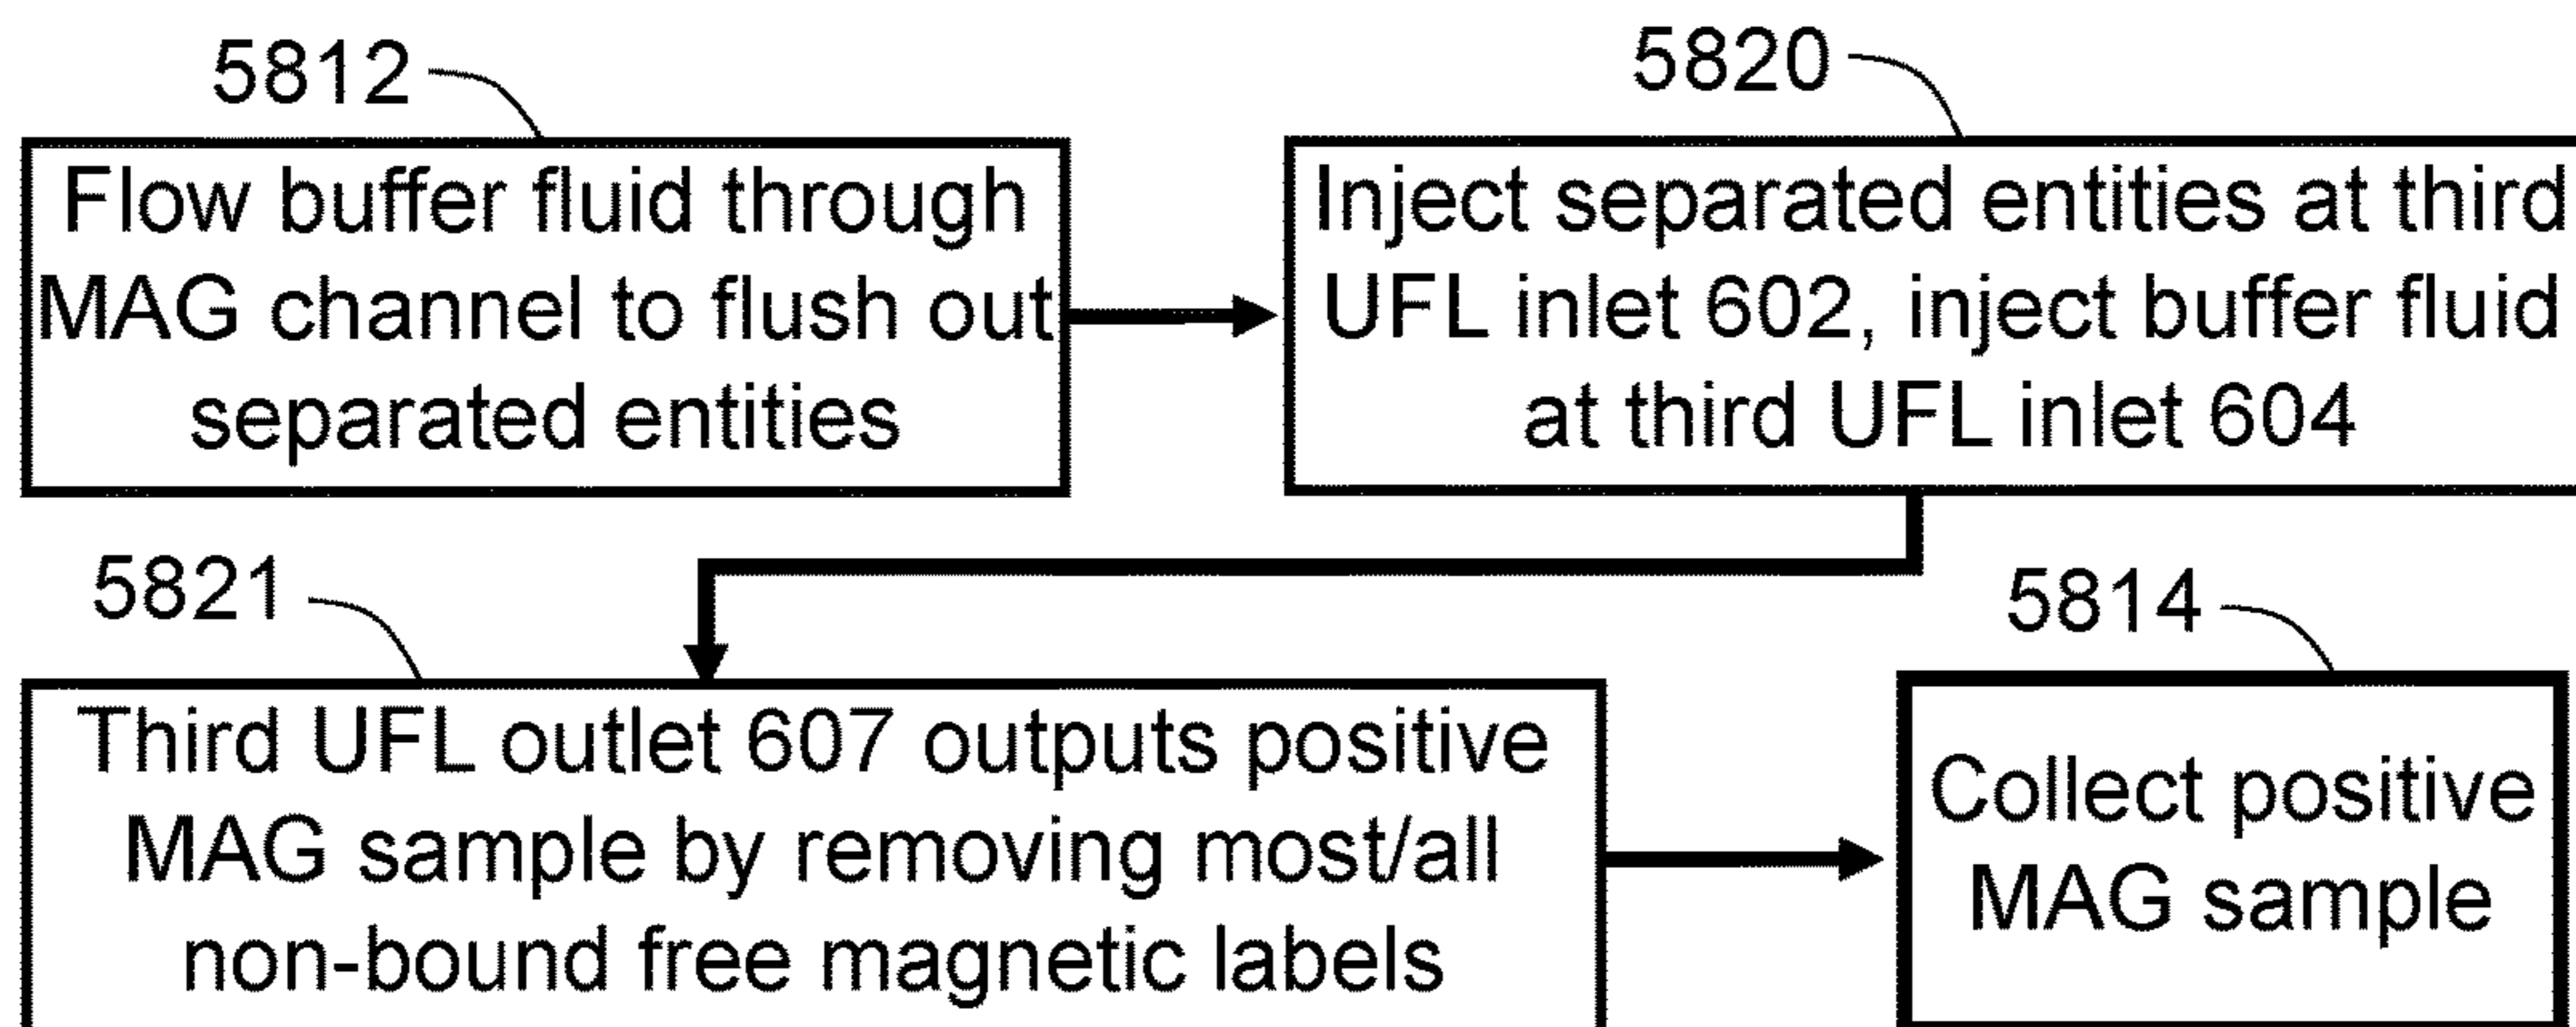 5812
Flow buffer fluid through
MAG channel to flush out
separated entities
5820
Inject separated entities at third
UFL inlet 602, inject buffer fluid
at third UFL inlet 604
5821
Third UFL outlet 607 outputs positive
MAG sample by removing most/all
non-bound free magnetic labels
5814
Collect positive
MAG sample